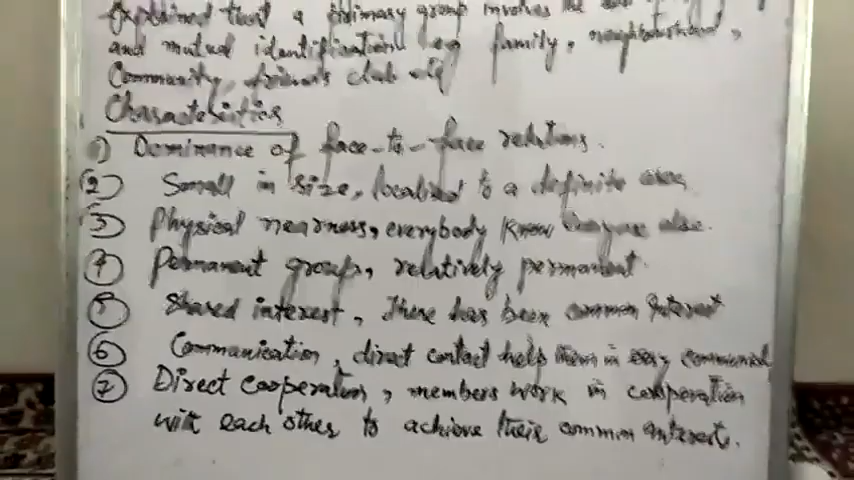 Explained that a primary group involves the
and mutual identification eg family, neighbourhood,
Community, friends club etc
Characteristics
1) Dominance of face-to-face relations.
(2) Small in size, localised to a definite area
(3) Physical nearness, everybody know everyone else.
(4) Permanent group, relatively permanent.
(5) Shared interest, There has been common interest
(6) Communication, direct contact help them in easy
(7) Direct cooperation, members work in cooperation
with each other to achieve their common interest.